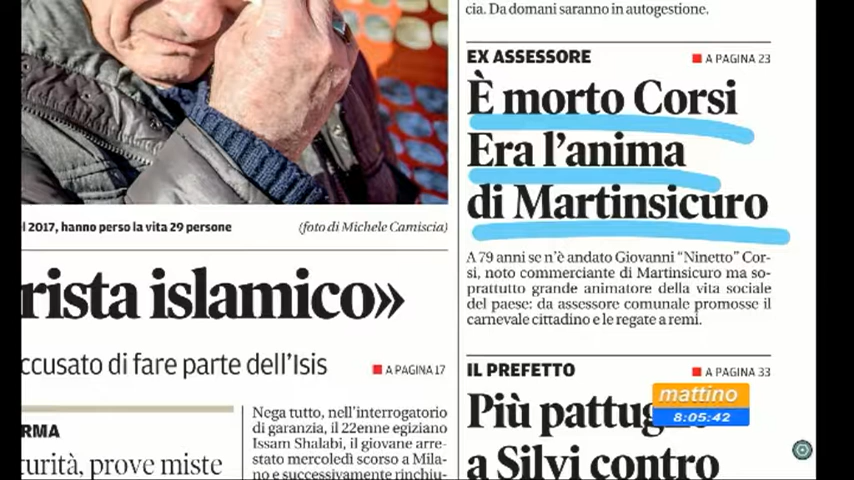 cia. Da domani saranno in autogestione.
EX ASSESSORE
A PAGINA 23
È morto Corsi
Era l'anima
di Martinsicuro
A 79 anni se n'è andato Giovanni "Ninetto" Cor-
si, noto commerciante di Martinsicuro ma so-
prattutto grande animatore della vita sociale
del paese: da assessore comunale promosse il
carnevale cittadino e le regate a remi.
IL PREFETTO
A PAGINA 33
Più pattug
a Silvi contro
mattino
8:05:42
l 2017, hanno perso la vita 29 persone
(foto di Michele Camiscia)
rista islamico»
ccusato di fare parte dell'Isis
A PAGINA 17
RMA
turità, prove miste
Nega tutto, nell'interrogatorio
di garanzia, il 22enne egiziano
Issam Shalabi, il giovane arre-
stato mercoledì scorso a Mila-
no e successivamente rinchiu-